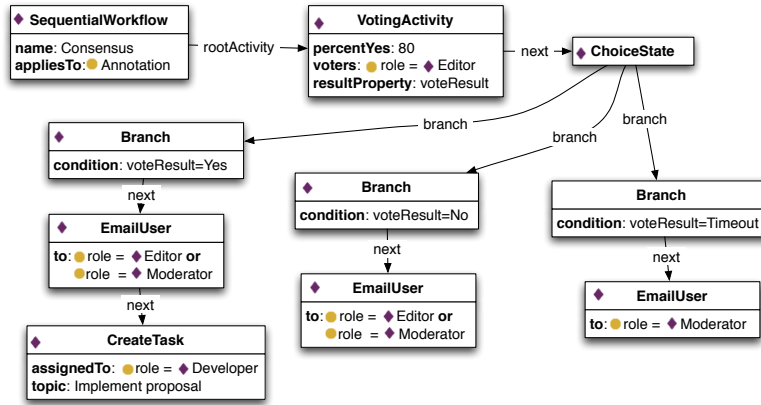 SequentialWorkflow
name: Consensus
appliesTo: Annotation
rootActivity
VotingActivity
percentYes: 80
voters: role = Editor
resultProperty: voteResult
next
ChoiceState
branch
branch
branch
Branch
condition: voteResult=Yes
next
EmailUser
to: role = Editor or
role = Moderator
next
CreateTask
assignedTo: role = Developer
topic: Implement proposal
Branch
condition: voteResult=No
next
EmailUser
to: role = Editor or
role = Moderator
Branch
condition: voteResult=Timeout
next
EmailUser
to: role = Moderator